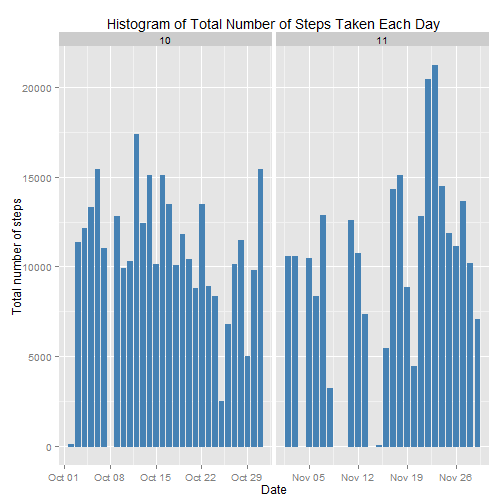 Histogram of Total Number of Steps Taken Each Day
10 11
20000
15000
10000
5000
0
Total number of steps
Oct 01 Oct 08 Oct 15 Oct 22 Oct 29 Nov 05 Nov 12 Nov 19 Nov 26
Date